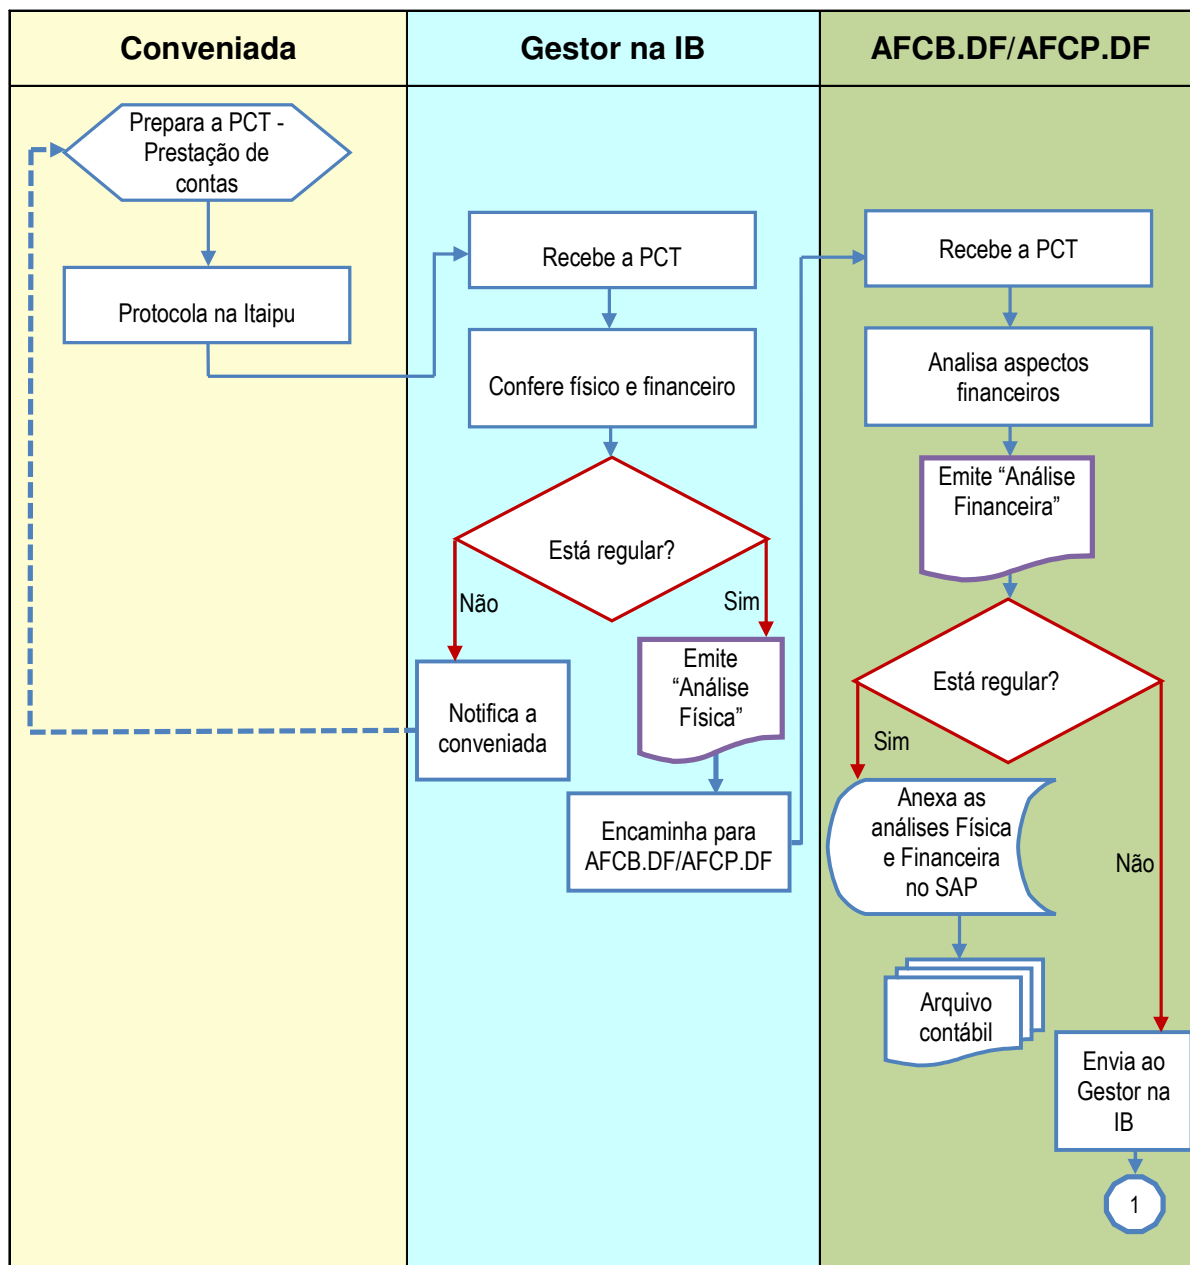 Conveniada
Gestor na IB
AFCB.DF/AFCP.DF
Prepara a PCT -
Prestação de
contas
Protocola na Itaipu
Recebe a PCT
Confere físico e financeiro
Está regular?
Não
Sim
Notifica a
conveniada
Emite
“Análise
Física”
Encaminha para
AFCB.DF/AFCP.DF
Recebe a PCT
Analisa aspectos
financeiros
Emite “Análise
Financeira”
Está regular?
Sim
Não
Anexa as
análises Física
e Financeira
no SAP
Arquivo
contábil
Envia ao
Gestor na
IB
1